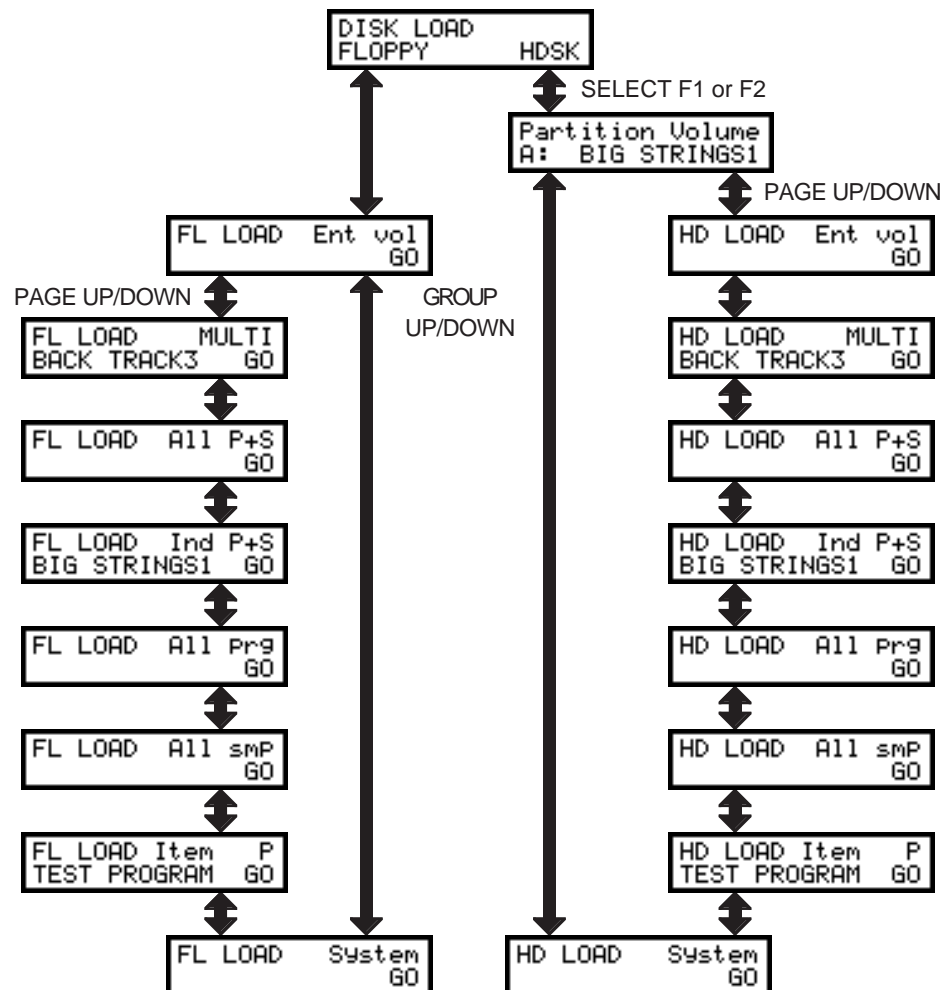 DISK LOAD
FLOPPY HDSK
SELECT F1 or F2
Partition Volume
A: BIG STRINGS1
PAGE UP/DOWN
FL LOAD Ent vol
GO
HD LOAD Ent vol
GO
PAGE UP/DOWN
GROUP
UP/DOWN
FL LOAD MULTI
BACK TRACK3 GO
HD LOAD MULTI
BACK TRACK3 GO
FL LOAD All P+S
GO
HD LOAD All P+S
GO
FL LOAD Ind P+S
BIG STRINGS1 GO
HD LOAD Ind P+S
BIG STRINGS1 GO
FL LOAD All prg
GO
HD LOAD All prg
GO
FL LOAD All smp
GO
HD LOAD All smp
GO
FL LOAD Item P
TEST PROGRAM GO
HD LOAD Item P
TEST PROGRAM GO
FL LOAD System
GO
HD LOAD System
GO